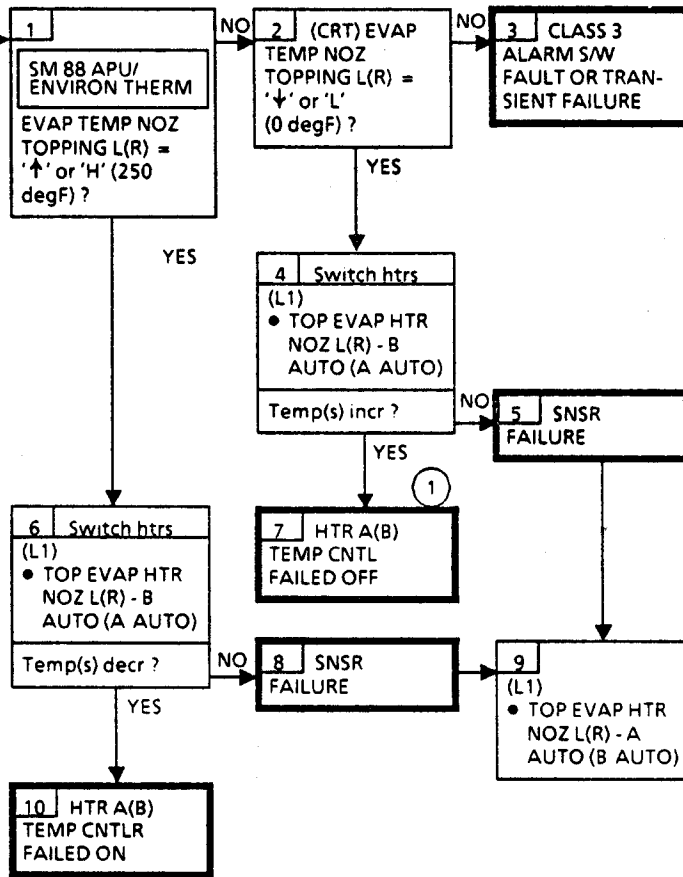 1
SM 88 APU/
ENVIRON THERM
EVAP TEMP NOZ
TOPPING L(R) =
'↑' or 'H' (250
degF) ?
NO
2 (CRT) EVAP
TEMP NOZ
TOPPING L(R) =
'↓' or 'L'
(0 degF) ?
NO
3 CLASS 3
ALARM S/W
FAULT OR TRAN-
SIENT FAILURE
YES
YES
4 Switch htrs
(L1)
● TOP EVAP HTR
NOZ L(R) - B
AUTO (A AUTO)
Temp(s) incr ?
NO
5 SNSR
FAILURE
YES
1
6 Switch htrs
(L1)
● TOP EVAP HTR
NOZ L(R) - B
AUTO (A AUTO)
Temp(s) decr ?
7 HTR A(B)
TEMP CNTL
FAILED OFF
NO
8 SNSR
FAILURE
9
(L1)
● TOP EVAP HTR
NOZ L(R) - A
AUTO (B AUTO)
YES
10 HTR A(B)
TEMP CNTLR
FAILED ON